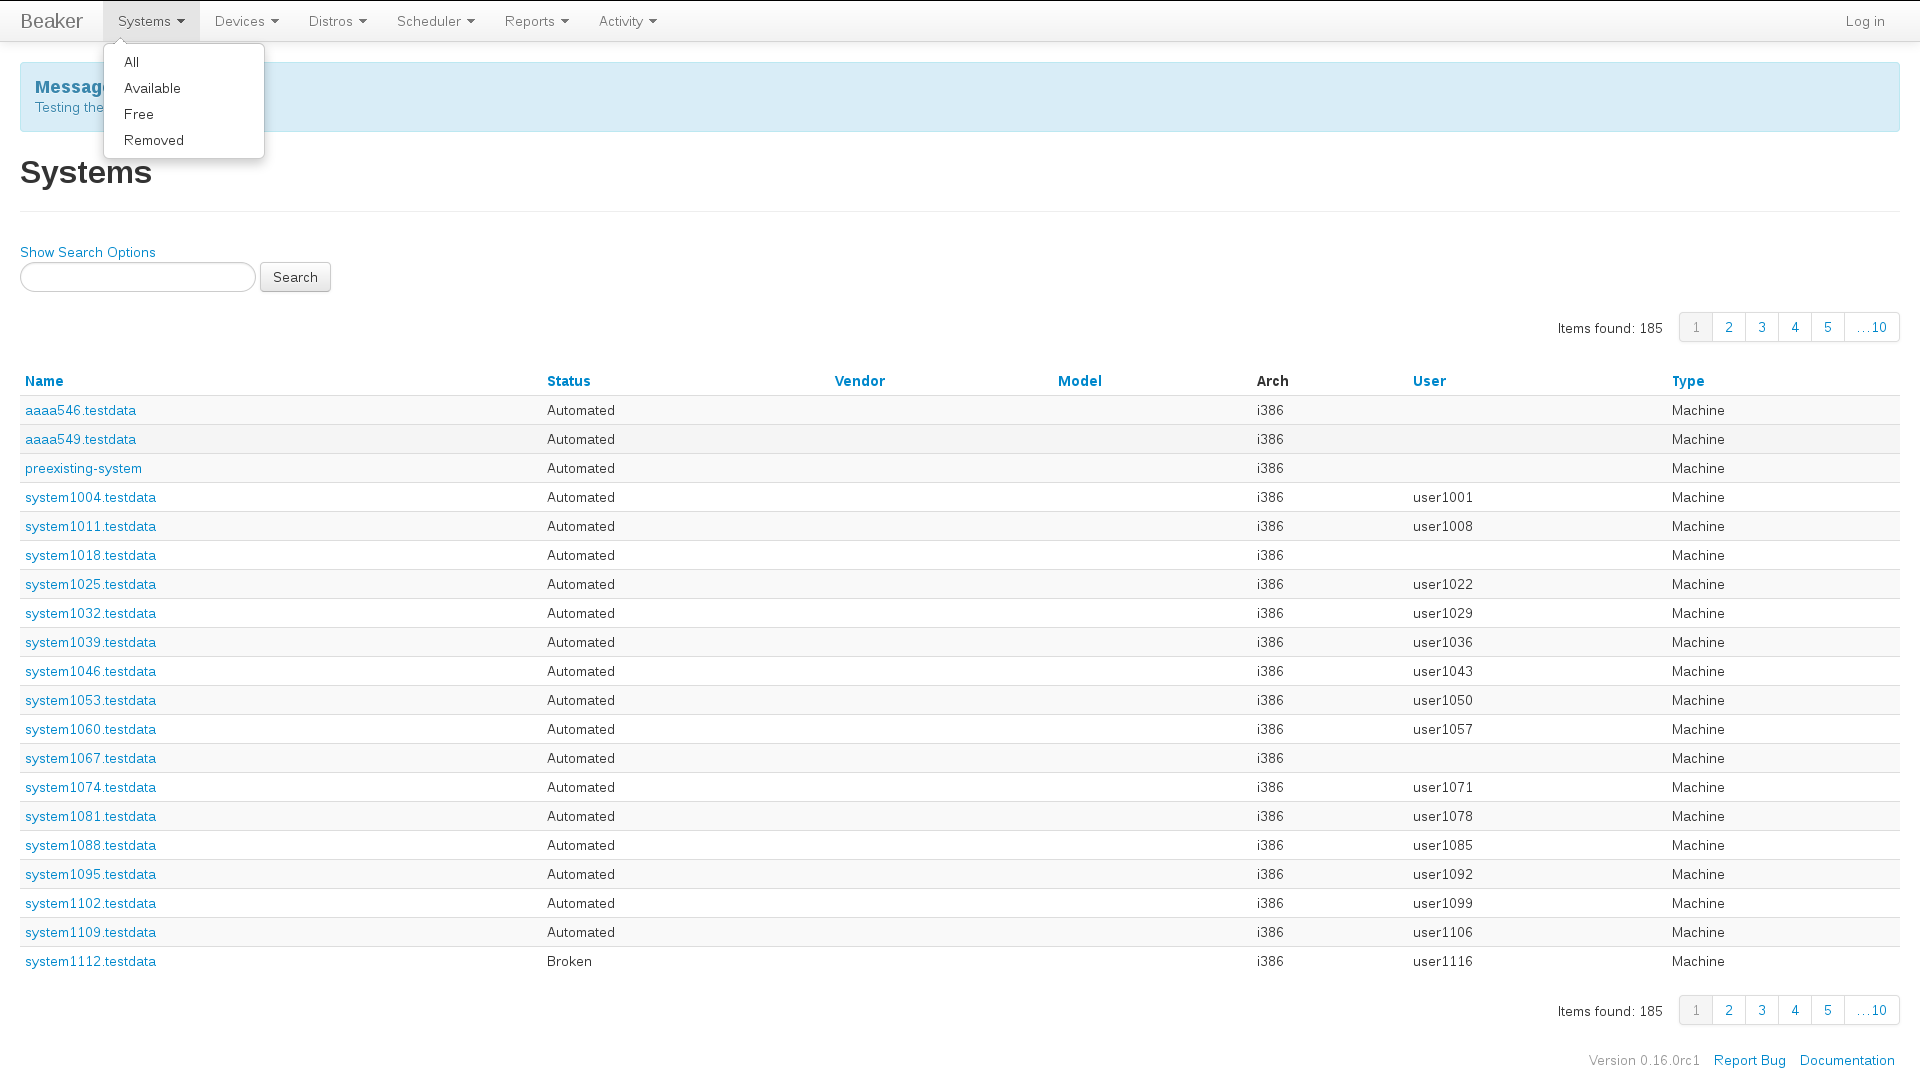 Beaker Systems Devices Distros Scheduler Reports Activity Log in
All
Available
Free
Removed
Testing the
Systems
Show Search Options
Search
Items found: 185 1 2 3 4 5 ...10
Name Status Vendor Model Arch User Type
aaaa546.testdata Automated i386 Machine
aaaa549.testdata Automated i386 Machine
preexisting-system Automated i386 Machine
system1004.testdata Automated i386 user1001 Machine
system1011.testdata Automated i386 user1008 Machine
system1018.testdata Automated i386 Machine
system1025.testdata Automated i386 user1022 Machine
system1032.testdata Automated i386 user1029 Machine
system1039.testdata Automated i386 user1036 Machine
system1046.testdata Automated i386 user1043 Machine
system1053.testdata Automated i386 user1050 Machine
system1060.testdata Automated i386 user1057 Machine
system1067.testdata Automated i386 Machine
system1074.testdata Automated i386 user1071 Machine
system1081.testdata Automated i386 user1078 Machine
system1088.testdata Automated i386 user1085 Machine
system1095.testdata Automated i386 user1092 Machine
system1102.testdata Automated i386 user1099 Machine
system1109.testdata Automated i386 user1106 Machine
system1112.testdata Broken i386 user1116 Machine
Items found: 185 1 2 3 4 5 ...10
Version 0.16.0rc1 Report Bug Documentation